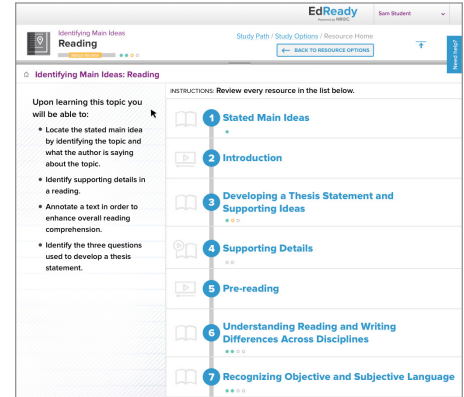 EdReady
Powered by NROC
Sam Student
Identifying Main Ideas
Reading
Study Path / Study Options / Resource Home
← BACK TO RESOURCE OPTIONS
Need help?
Identifying Main Ideas: Reading
Upon learning this topic you
will be able to:
• Locate the stated main idea
by identifying the topic and
what the author is saying
about the topic.
• Identify supporting details in
a reading.
• Annotate a text in order to
enhance overall reading
comprehension.
• Identify the three questions
used to develop a thesis
statement.
INSTRUCTIONS: Review every resource in the list below.
1 Stated Main Ideas
2 Introduction
3 Developing a Thesis Statement and
Supporting Ideas
4 Supporting Details
5 Pre-reading
6 Understanding Reading and Writing
Differences Across Disciplines
7 Recognizing Objective and Subjective Language